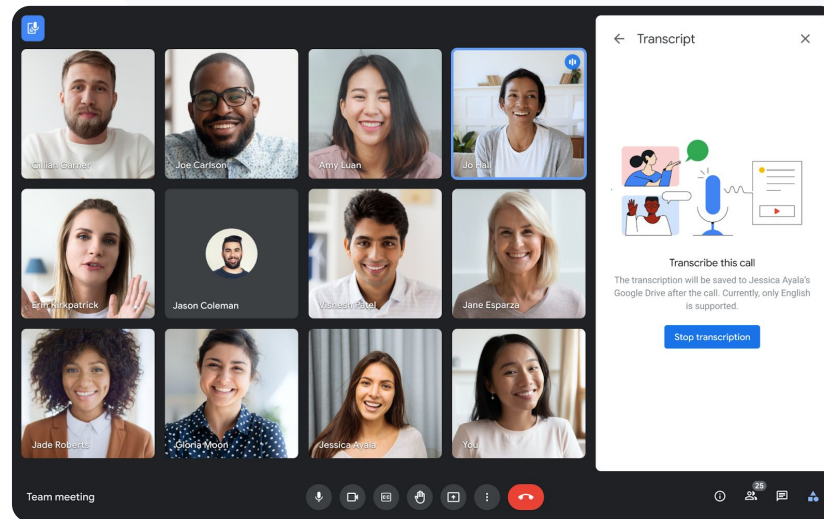 Transcript
Gillian Garner
Joe Carlson
Amy Luan
Jo Hall
Erin Kirkpatrick
Jason Coleman
Vishesh Patel
Jane Esparza
Jade Roberts
Gloria Moon
Jessica Ayala
You
Transcribe this call
The transcription will be saved to Jessica Ayala's
Google Drive after the call. Currently, only English
is supported.
Stop transcription
Team meeting
CC
25